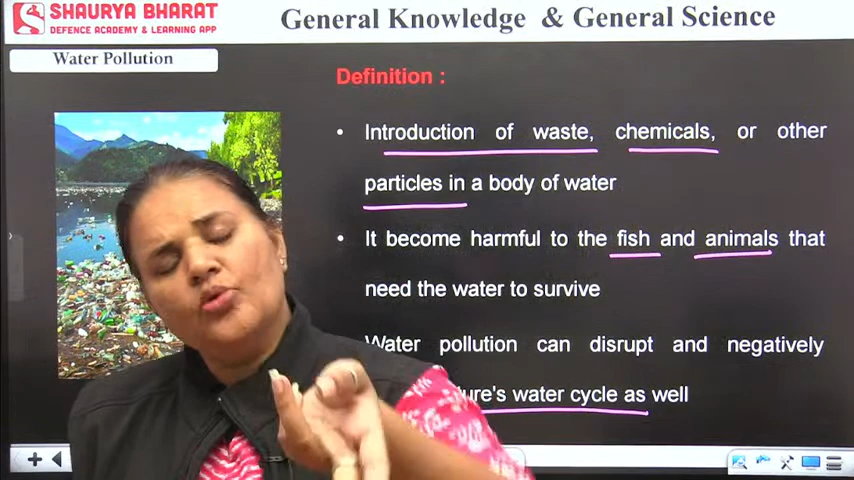 SHAURYA BHARAT
DEFENCE ACADEMY & LEARNING APP
General Knowledge & General Science
Water Pollution
Definition :
• Introduction of waste, chemicals, or other
particles in a body of water
• It become harmful to the fish and animals that
need the water to survive
Water pollution can disrupt and negatively
ure's water cycle as well